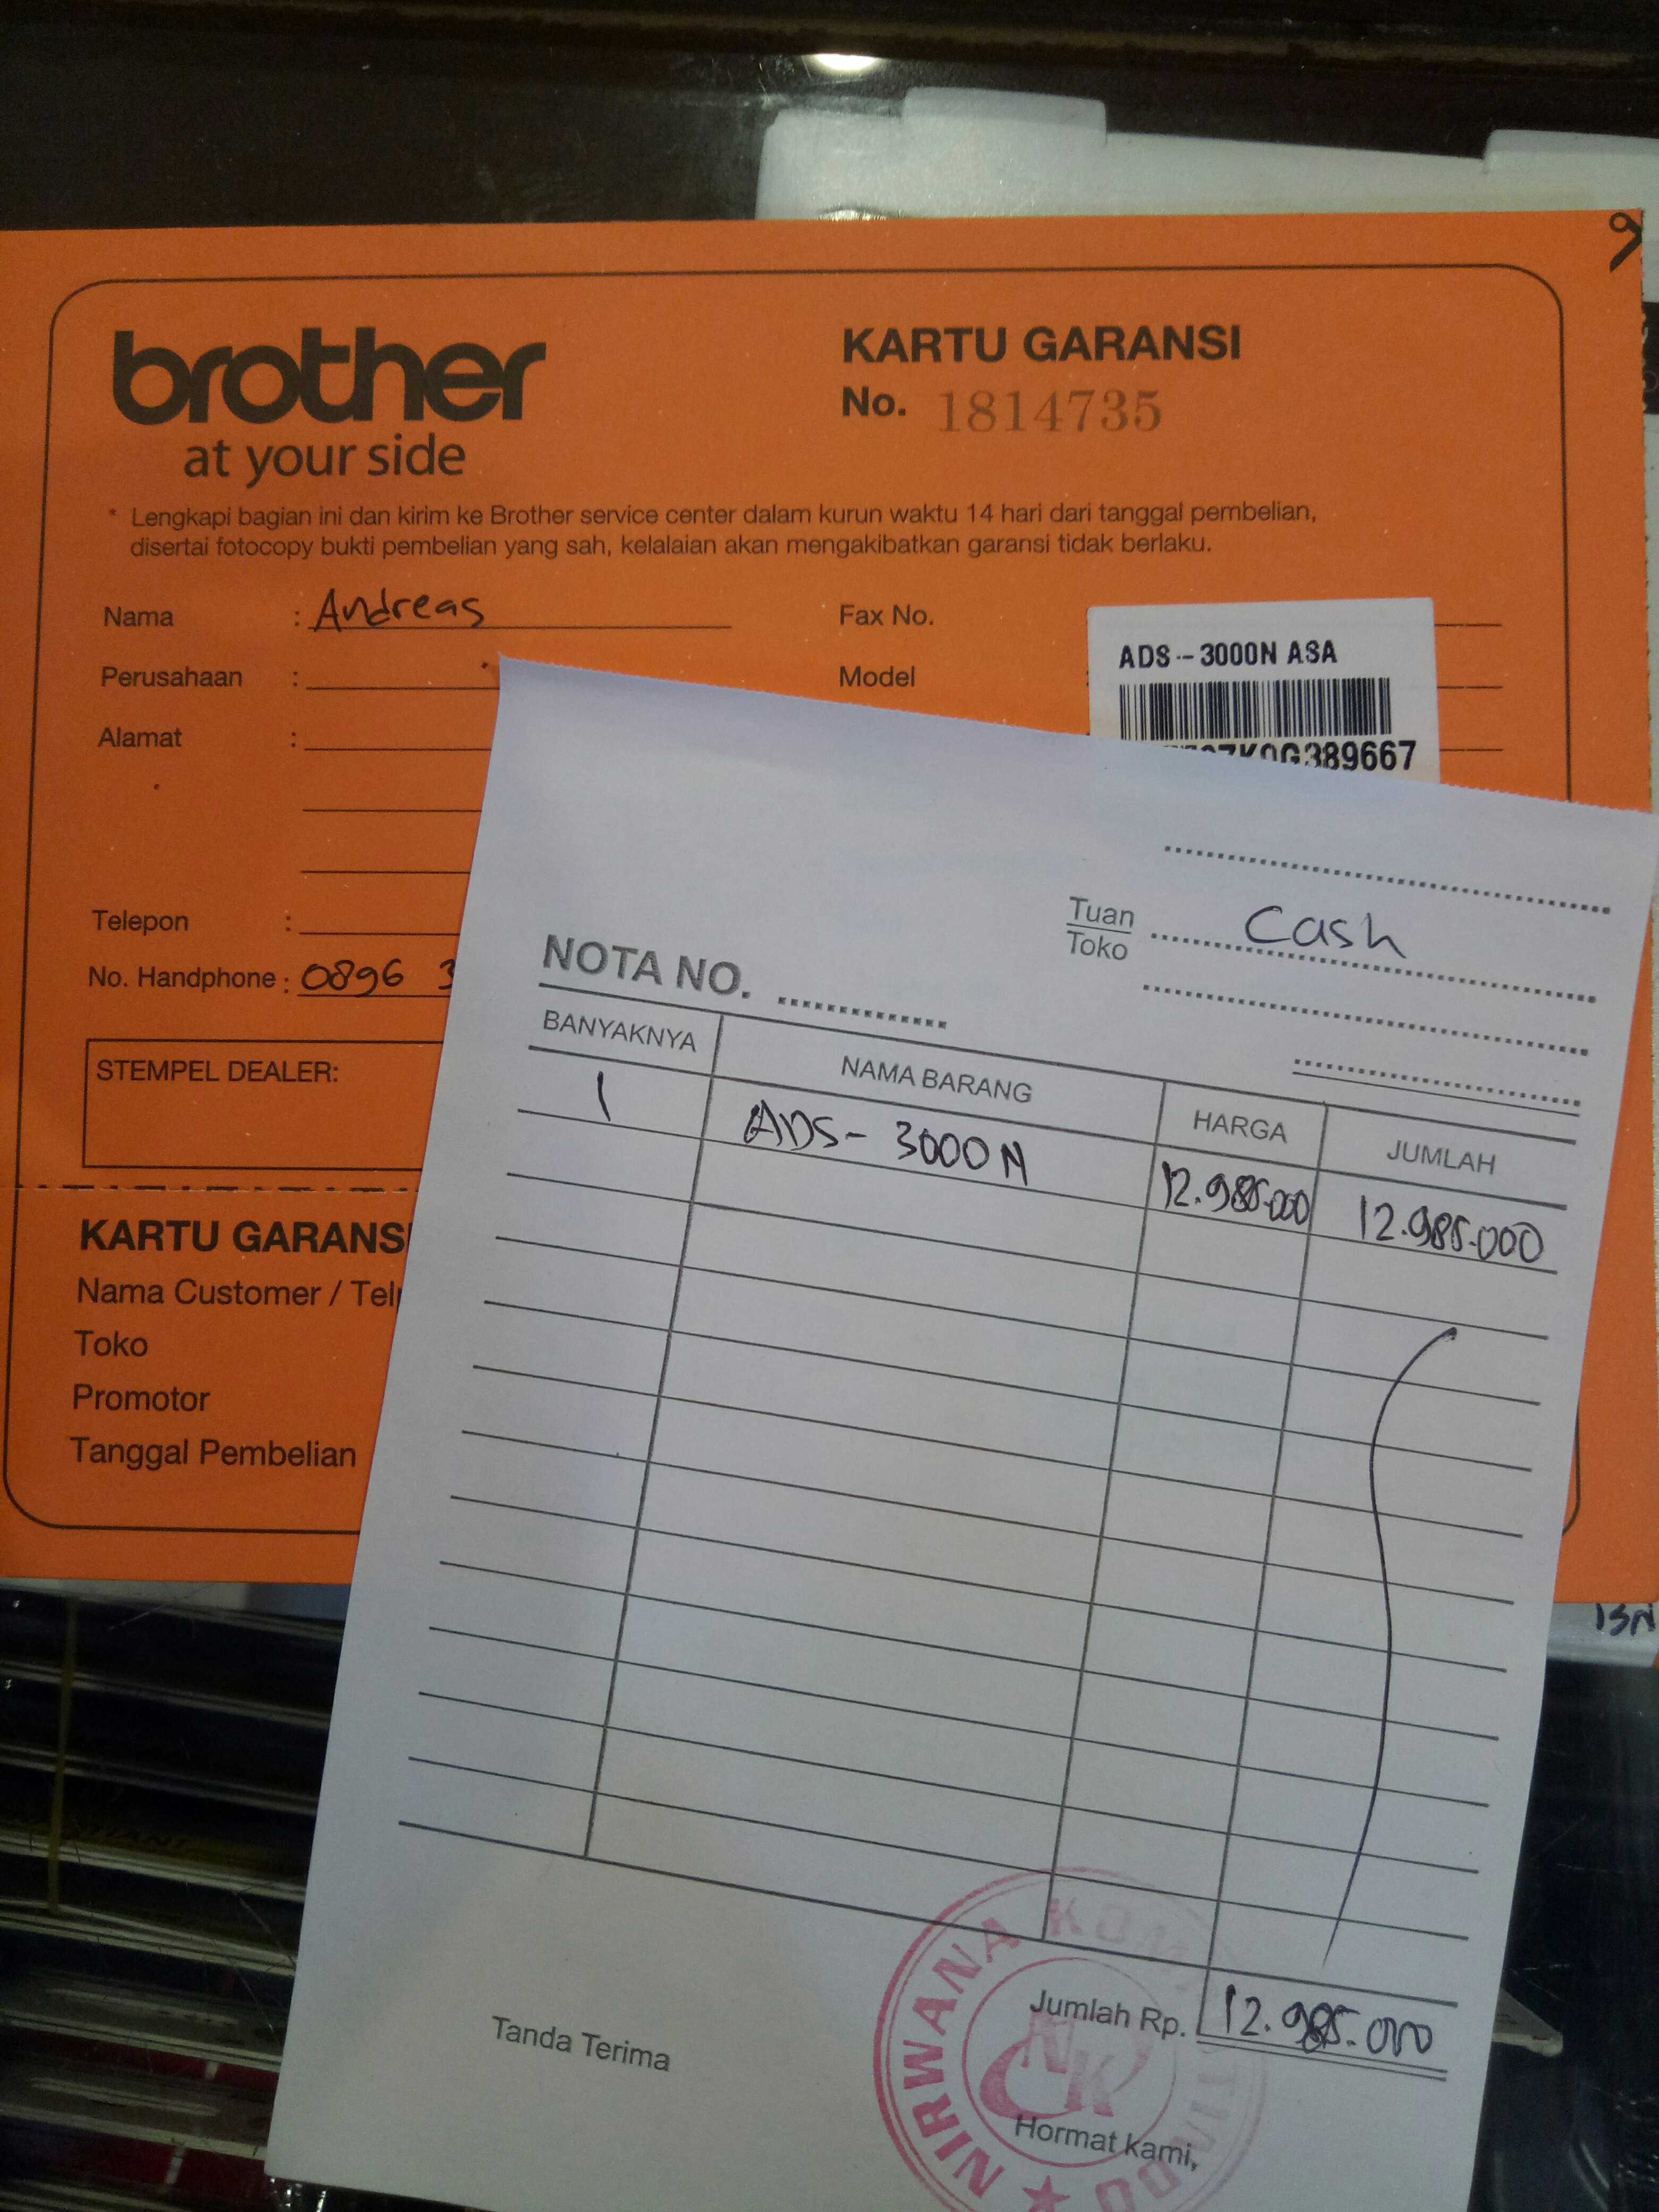 brother
at your side
KARTU GARANSI
No. 1814735
* Lengkapi bagian ini dan kirim ke Brother service center dalam kurun waktu 14 hari dari tanggal pembelian,
disertai fotocopy bukti pembelian yang sah, kelalaian akan mengakibatkan garansi tidak berlaku.
Nama : Andreas
Fax No.
Perusahaan :
Model
ADS -- 3000N ASA
389667
Alamat :
Telepon :
No. Handphone : 0896 3
STEMPEL DEALER:
KARTU GARANSI
Nama Customer /
Toko
Promotor
Tanggal Pembelian
Tuan
Toko
Cash
NOTA NO.
BANYAKNYA NAMA BARANG HARGA JUMLAH
1 ADS - 3000N 12.985.000 12.985.000
Jumlah Rp. 12.985.000
Tanda Terima
Hormat kami,
NIRWANA
NK